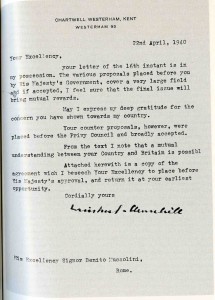 CHARTWELL WESTERHAM, KENT
WESTERHAM 93
22nd April, 1940
Your Excellency,
your letter of the 16th instant is in
my possession. The various proposals placed before you
by His Majesty's Government, cover a very large field
and if accepted, I feel sure that the final issue will
bring mutual rewards.
May I express my deep gratitude for the
concern you have shown towards my country.
Your counter proposals, however, were
placed before the Privy Council and broadly accepted.
From the text I note that a mutual
understanding between your Country and Britain is possibl
Attached herewith is a copy of the
agreement which I beseech Your Excellency to place before
His Majesty's approval, and return it at your earliest
opportunity.
Cordially yours
Winston S. Churchill
His Excellency Signor Benito Mussolini,
Rome.